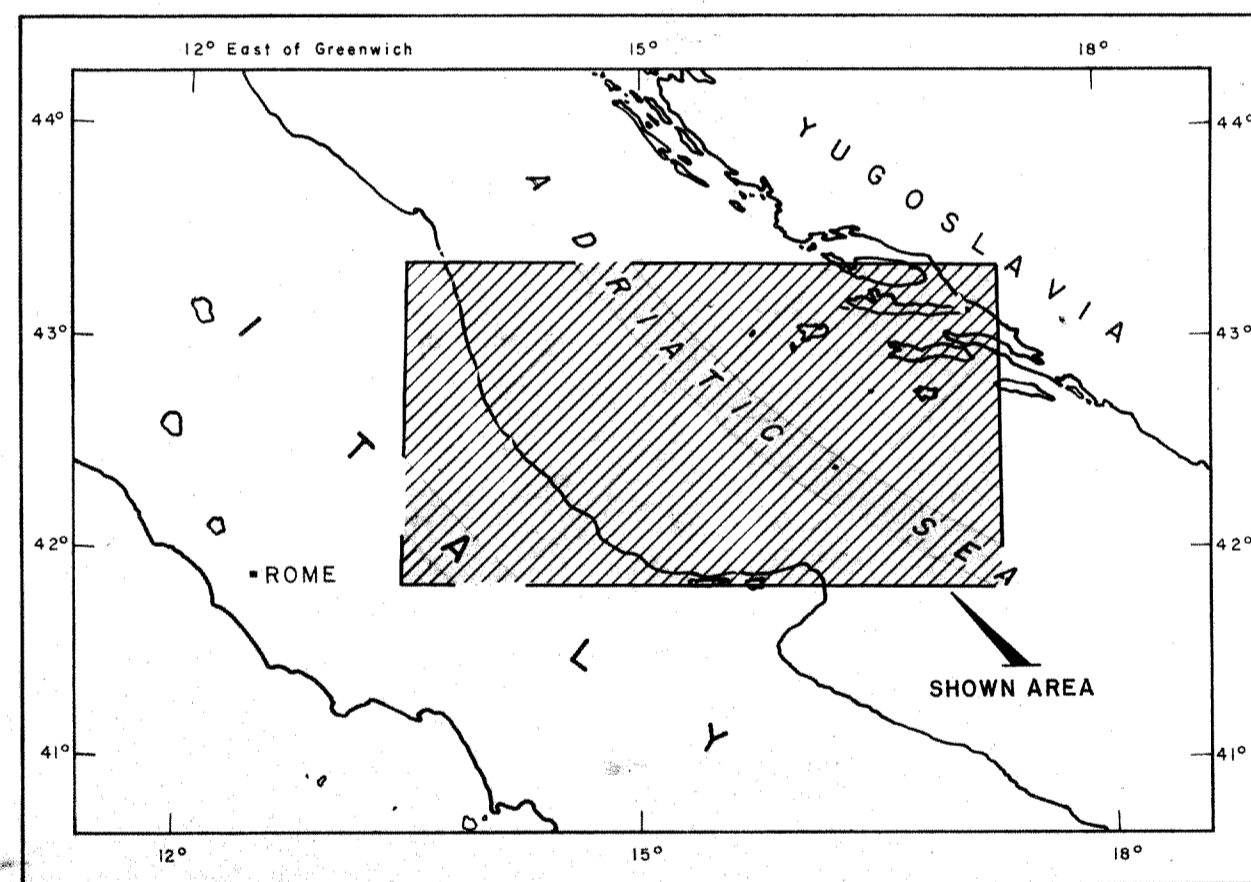 12° East of Greenwich 15° 18°
44° 44°
YUGOSLAVIA
ADRIATIC SEA
43° 43°
ITALY
42° 42°
ROME
SHOWN AREA
41° 41°
12° 15° 18°